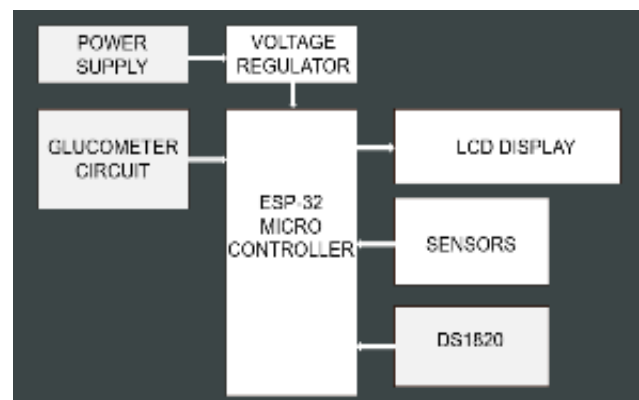 POWER
SUPPLY
VOLTAGE
REGULATOR
GLUCOMETER
CIRCUIT
ESP-32
MICRO
CONTROLLER
LCD DISPLAY
SENSORS
DS1820